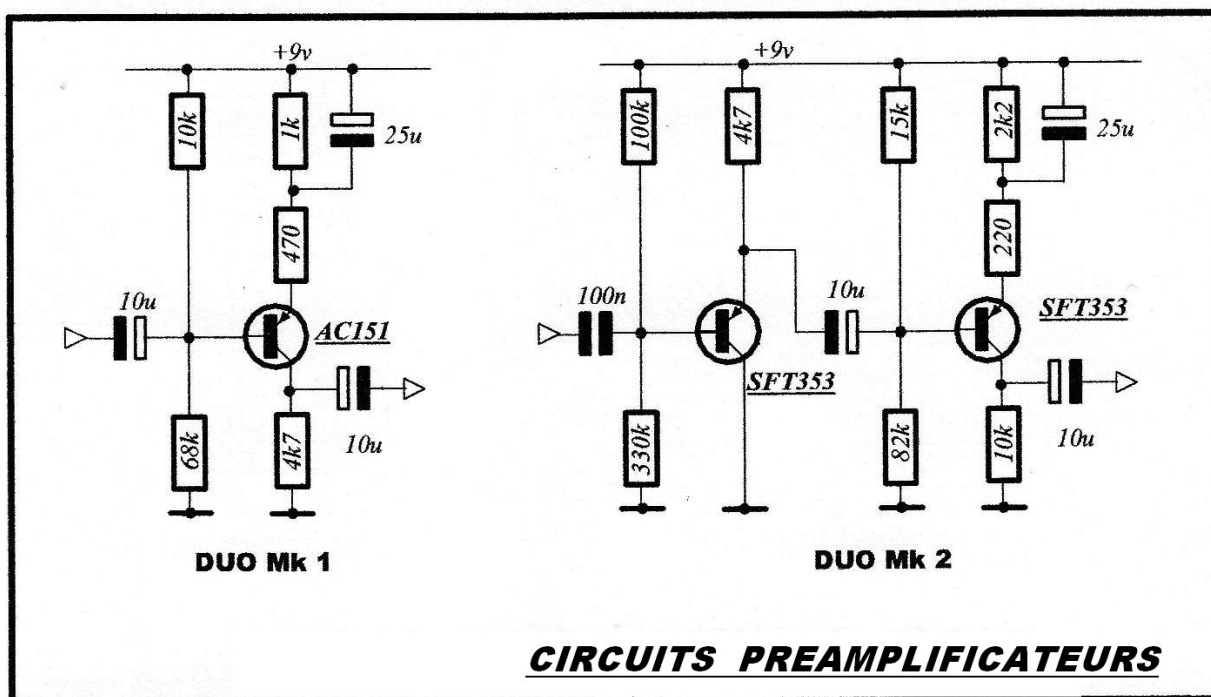 +9v
10k
1k
25u
470
10u
AC151
68k
4k7
10u
DUO Mk 1
+9v
100k
4k7
15k
2k2
25u
220
100n
10u
SFT353
SFT353
330k
82k
10k
10u
DUO Mk 2
CIRCUITS PREAMPLIFICATEURS